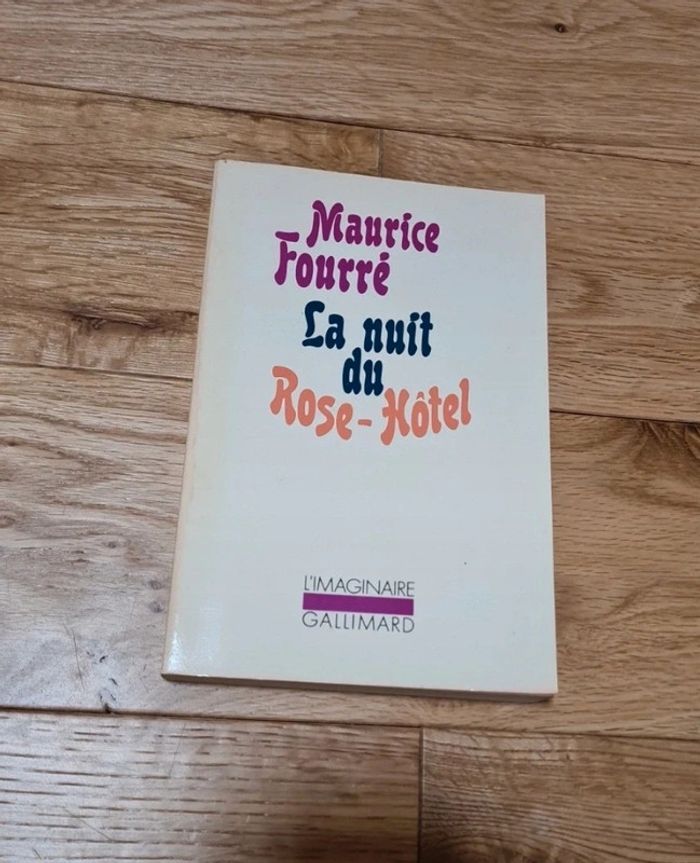 Maurice
Fourré
La nuit
du
Rose-Hôtel
L'IMAGINAIRE
GALLIMARD